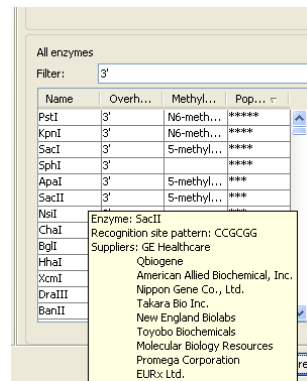 All enzymes
Filter: 3'
Name Overh... Methyl... Pop...
PstI 3' N6-meth... *****
KpnI 3' N6-meth... ****
SacI 3' 5-methyl... ****
SphI 3' ****
ApaI 3' 5-methyl... ***
SacII 3' 5-methyl... ***
NsiI
ChaI
BglI
HhaI
XcmI
DraIII
BanII
Enzyme: SacII
Recognition site pattern: CCGCGG
Suppliers: GE Healthcare
Qbiogene
American Allied Biochemical, Inc.
Nippon Gene Co., Ltd.
Takara Bio Inc.
New England Biolabs
Toyobo Biochemicals
Molecular Biology Resources
Promega Corporation
EURx Ltd.
re